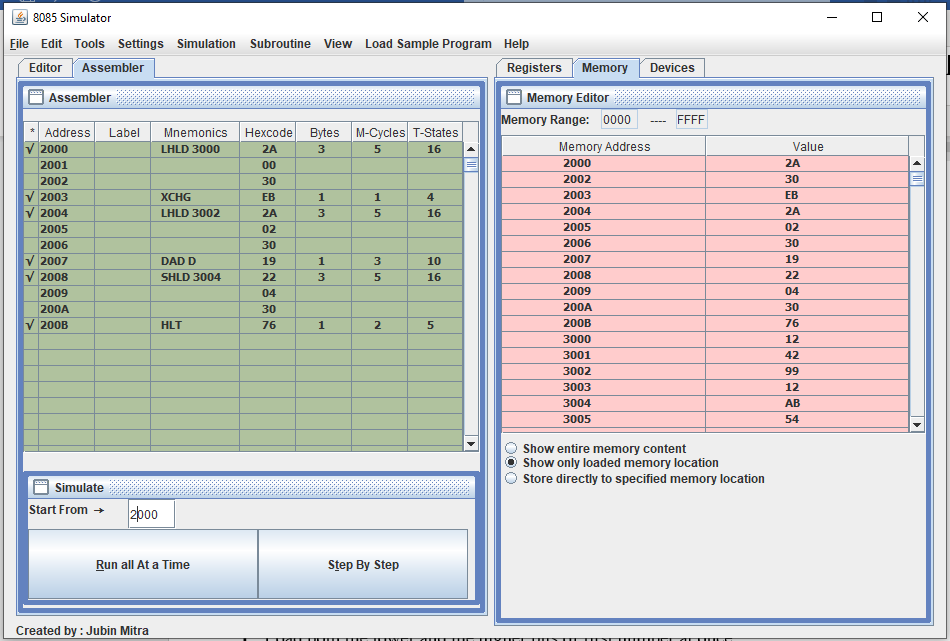 8085 Simulator
File Edit Tools Settings Simulation Subroutine View Load Sample Program Help
Editor Assembler
Assembler
* Address Label Mnemonics Hexcode Bytes M-Cycles T-States
√ 2000 LHLD 3000 2A 3 5 16
2001 00
2002 30
√ 2003 XCHG EB 1 1 4
√ 2004 LHLD 3002 2A 3 5 16
2005 02
2006 30
√ 2007 DAD D 19 1 3 10
√ 2008 SHLD 3004 22 3 5 16
2009 04
200A 30
√ 200B HLT 76 1 2 5
Simulate
Start From → 2000
Run all At a Time Step By Step
Registers Memory Devices
Memory Editor
Memory Range: 0000 ---- FFFF
Memory Address Value
2000 2A
2002 30
2003 EB
2004 2A
2005 02
2006 30
2007 19
2008 22
2009 04
200A 30
200B 76
3000 12
3001 42
3002 99
3003 12
3004 AB
3005 54
Show entire memory content
Show only loaded memory location
Store directly to specified memory location
Created by : Jubin Mitra